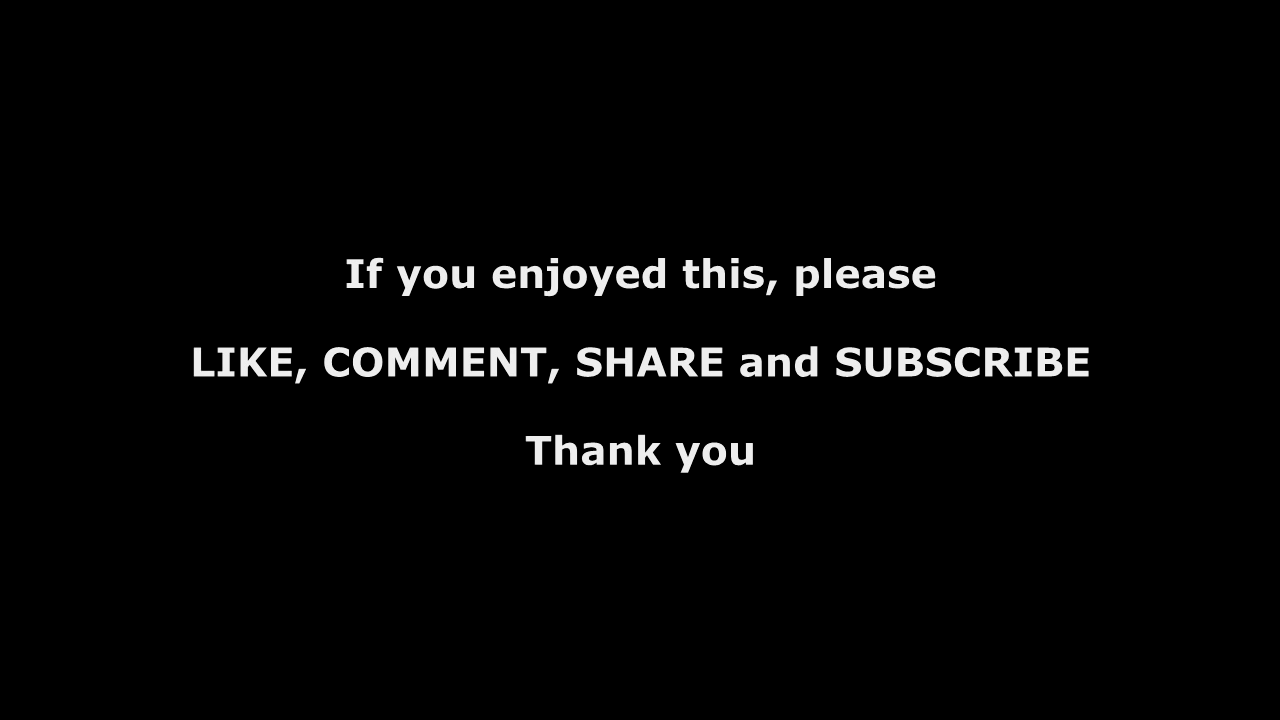 If you enjoyed this, please
LIKE, COMMENT, SHARE and SUBSCRIBE
Thank you